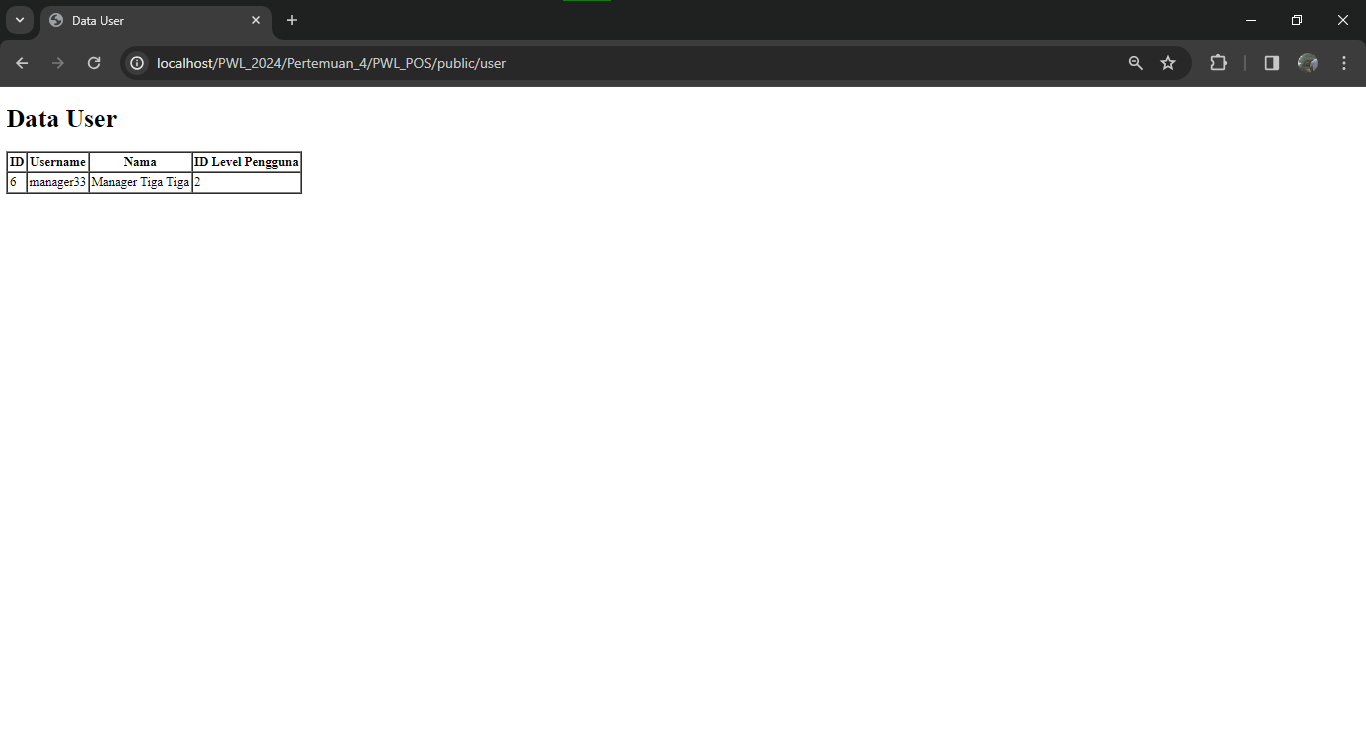 Data User
localhost/PWL_2024/Pertemuan_4/PWL_POS/public/user
Data User
ID Username Nama ID Level Pengguna
6 manager33 Manager Tiga Tiga 2